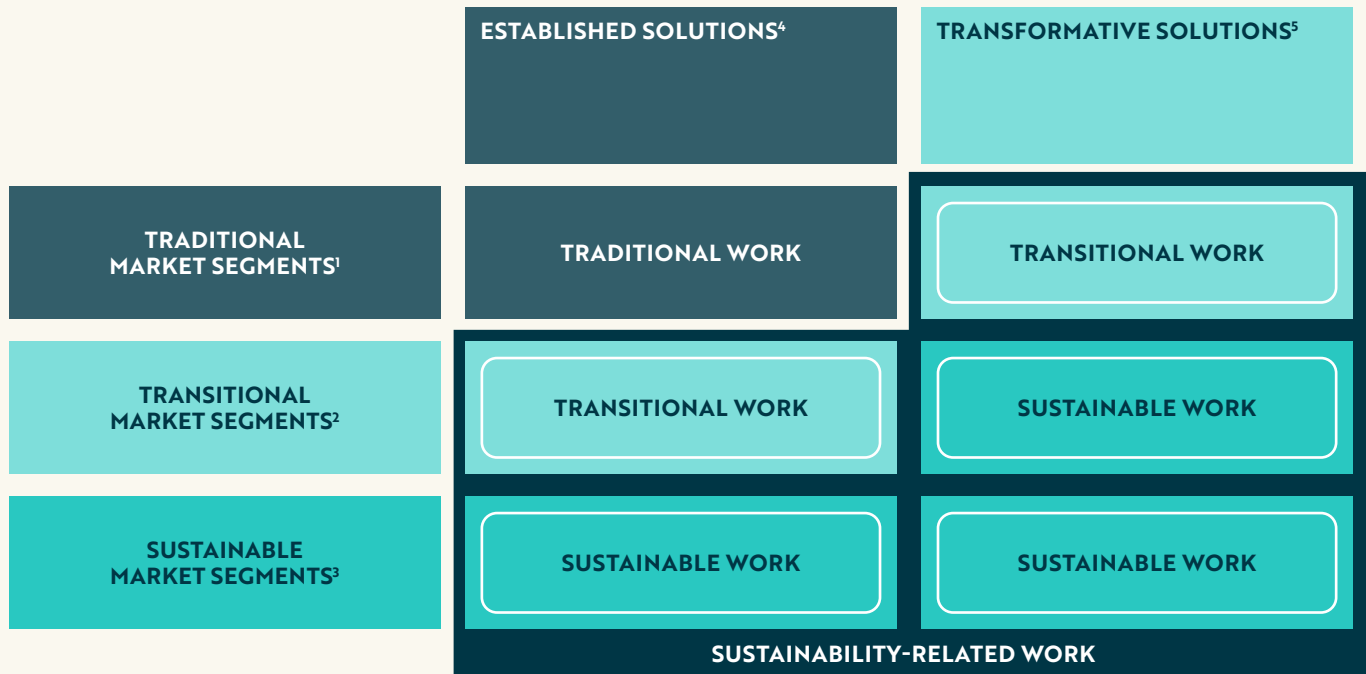 ESTABLISHED SOLUTIONS⁴
TRANSFORMATIVE SOLUTIONS⁵
TRADITIONAL
MARKET SEGMENTS¹
TRADITIONAL WORK
TRANSITIONAL WORK
TRANSITIONAL
MARKET SEGMENTS²
TRANSITIONAL WORK
SUSTAINABLE WORK
SUSTAINABLE
MARKET SEGMENTS³
SUSTAINABLE WORK
SUSTAINABLE WORK
SUSTAINABILITY-RELATED WORK